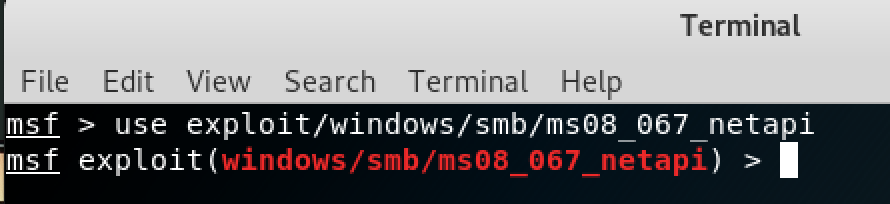 Terminal
File Edit View Search Terminal Help
msf > use exploit/windows/smb/ms08_067_netapi
msf exploit(windows/smb/ms08_067_netapi) >